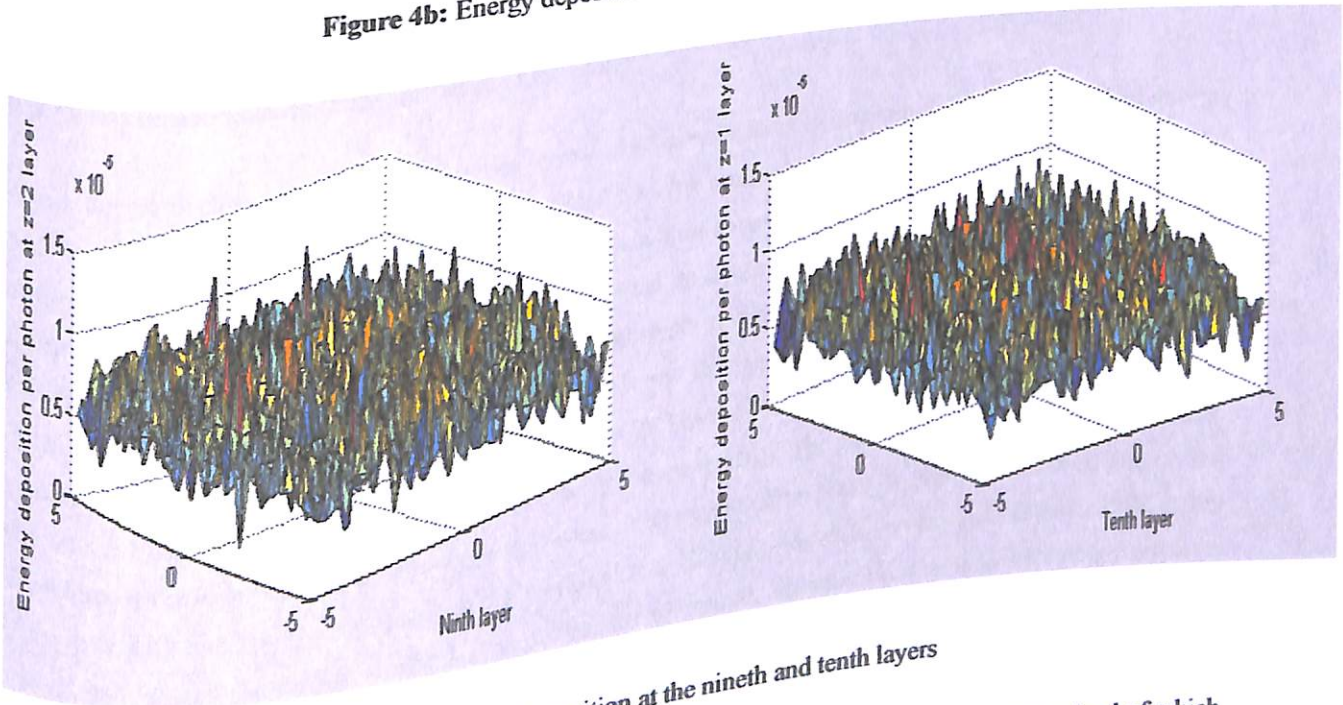 Figure 4b: Energy
Energy deposition per photon at z=2 layer
x 10
-5
1.5
1
0.5
0
5
0
-5
-5
0
5
Ninth layer
Energy deposition per photon at z=1 layer
x 10
-5
1.5
1
0.5
0
5
0
-5
-5
0
5
Tenth layer
at the nineth and tenth layers
of which